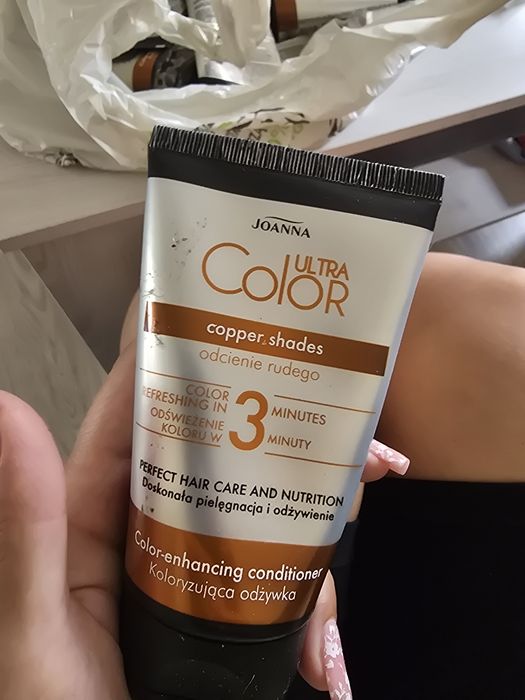 JOANNA
ULTRA
COLOR
copper shades
odcienie rudego
COLOR
REFRESHING IN
ODŚWIEŻENIE
KOLORU W
3
MINUTES
MINUTY
PERFECT HAIR CARE AND NUTRITION
Doskonała pielęgnacja i odżywienie
Color-enhancing conditioner
Koloryzująca odżywka